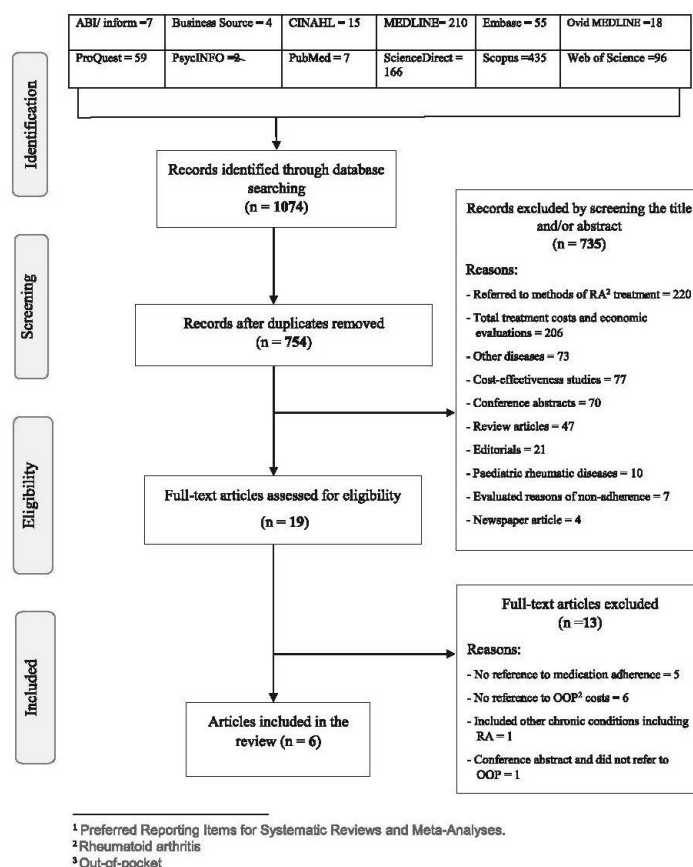 ABI/ inform =7
Business Source = 4
CINAHL = 15
MEDLINE= 210
Embase = 55
Ovid MEDLINE =18
ProQuest = 59
PsycINFO =2
PubMed = 7
ScienceDirect =
166
Scopus=435
Web of Science =96
Identification
Records identified through database
searching
(n = 1074)
Screening
Records after duplicates removed
(n = 754)
Records excluded by screening the title
and/or abstract
(n = 735)
Reasons:
- Referred to methods of RA² treatment = 220
- Total treatment costs and economic
evaluations = 206
- Other diseases = 73
- Cost-effectiveness studies = 77
- Conference abstracts = 70
- Review articles = 47
- Editorials = 21
- Paediatric rheumatic diseases = 10
- Evaluated reasons of non-adherence = 7
- Newspaper article = 4
Eligibility
Full-text articles assessed for eligibility
(n = 19)
Full-text articles excluded
(n =13)
Reasons:
- No reference to medication adherence = 5
- No reference to OOP² costs = 6
- Included other chronic conditions including
RA = 1
- Conference abstract and did not refer to
OOP = 1
Included
Articles included in the
review (n = 6)
¹ Preferred Reporting Items for Systematic Reviews and Meta-Analyses.
² Rheumatoid arthritis
³ Out-of-pocket